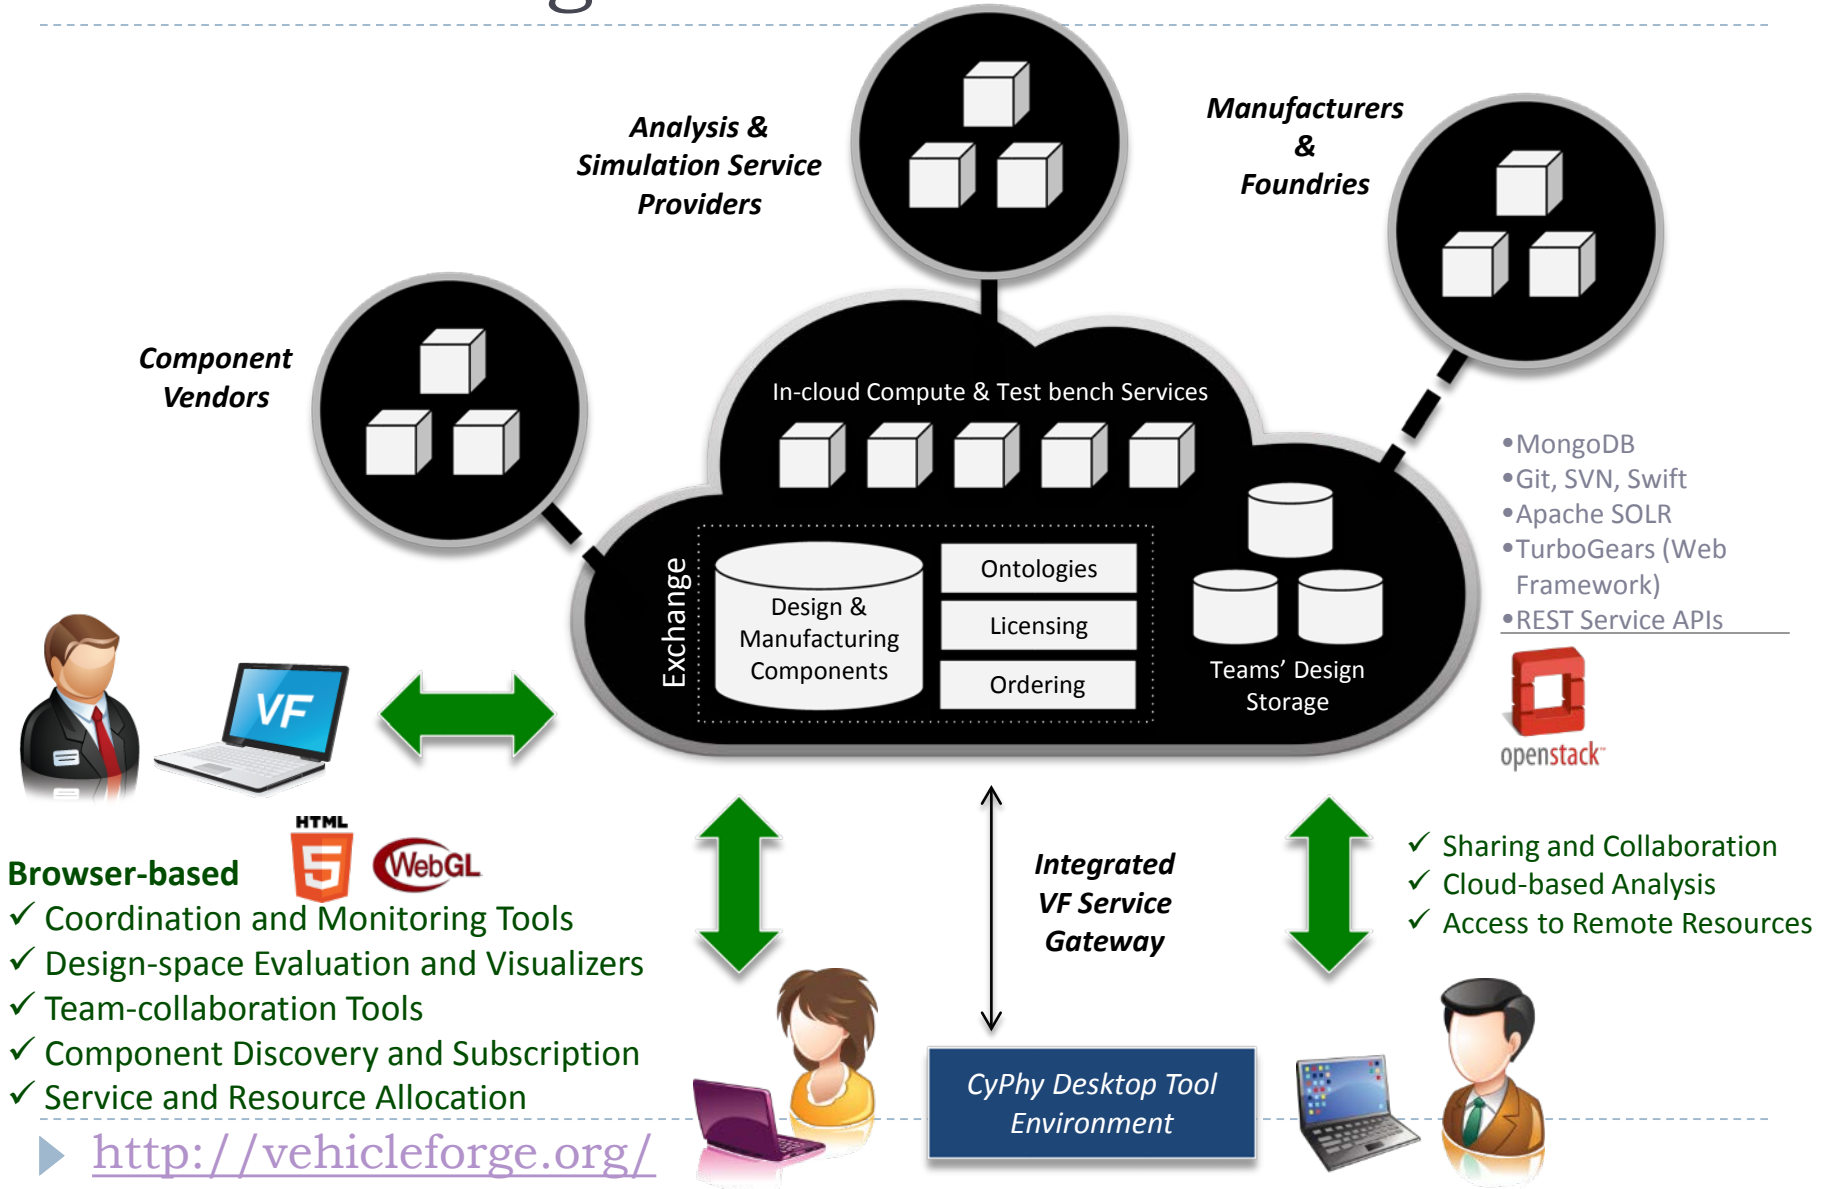 Analysis &
Simulation Service
Providers
Manufacturers
&
Foundries
Component
Vendors
In-cloud Compute & Test bench Services
Exchange
Design &
Manufacturing
Components
Ontologies
Licensing
Ordering
Teams’ Design
Storage
•MongoDB
•Git, SVN, Swift
•Apache SOLR
•TurboGears (Web
Framework)
•REST Service APIs
openstack
VF
HTML
5
WebGL
Browser-based
✓ Coordination and Monitoring Tools
✓ Design-space Evaluation and Visualizers
✓ Team-collaboration Tools
✓ Component Discovery and Subscription
✓ Service and Resource Allocation
Integrated
VF Service
Gateway
✓ Sharing and Collaboration
✓ Cloud-based Analysis
✓ Access to Remote Resources
CyPhy Desktop Tool
Environment
http://vehicleforge.org/